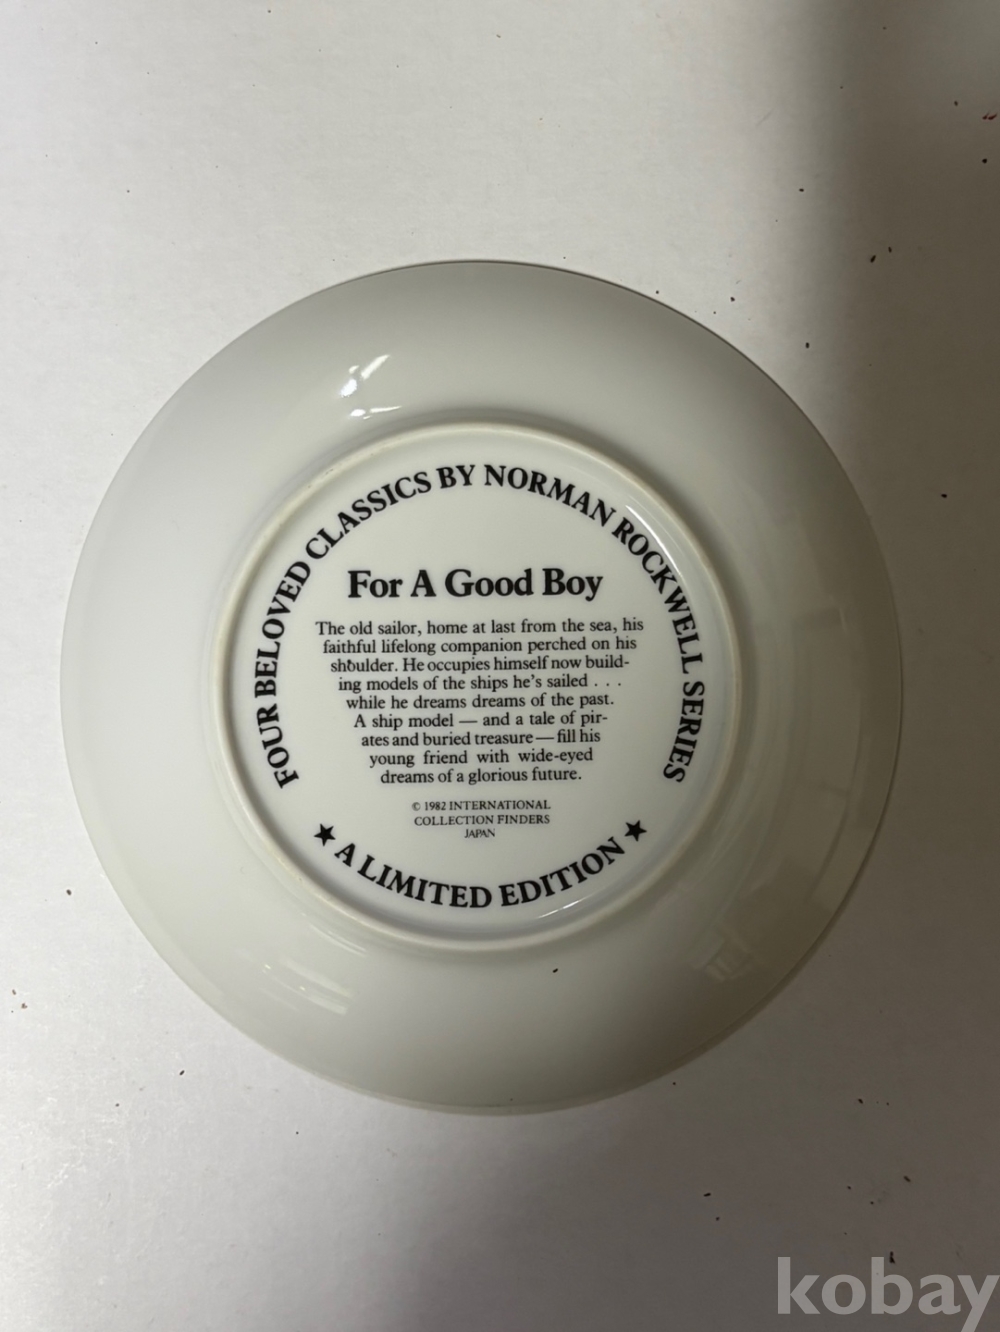 FOUR BELOVED CLASSICS BY NORMAN ROCKWELL SERIES
For A Good Boy
The old sailor, home at last from the sea, his
faithful lifelong companion perched on his
shoulder. He occupies himself now build-
ing models of the ships he's sailed . . .
while he dreams dreams of the past.
A ship model — and a tale of pir-
ates and buried treasure — fill his
young friend with wide-eyed
dreams of a glorious future.
© 1982 INTERNATIONAL
COLLECTION FINDERS
JAPAN
★ A LIMITED EDITION ★
kobay